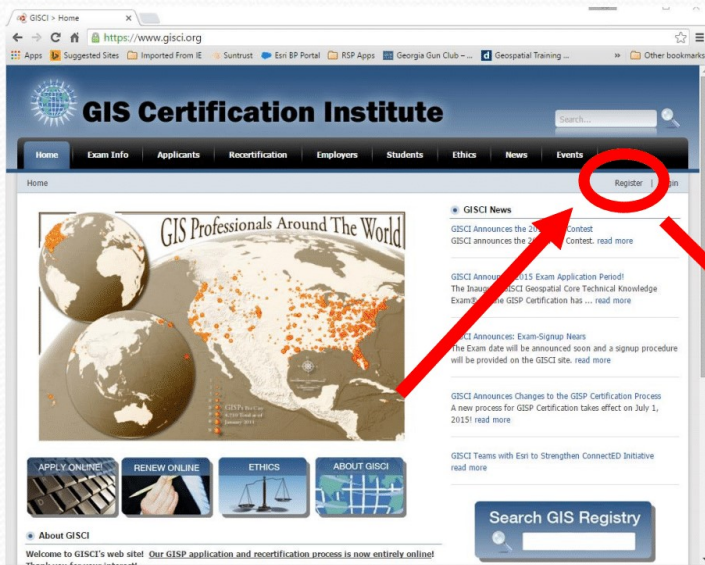 GISCI > Home
https://www.gisci.org
Apps
Suggested Sites
Imported From IE
Suntrust
Esri BP Portal
RSP Apps
Georgia Gun Club – ...
Geospatial Training ...
»
Other bookmarks
GIS Certification Institute
Search...
Home Exam Info Applicants Recertification Employers Students Ethics News Events
Home
Register |
GIS Professionals Around The World
APPLY ONLINE!
RENEW ONLINE
ETHICS
ABOUT GISCI
About GISCI
Welcome to GISCI's web site! Our GISP application and recertification process is now entirely online!
Thank you for your interest!
GISCI News
GISCI Announces the Contest
GISCI announces the Contest. read more
GISCI 2015 Exam Application Period!
The GISCI Geospatial Core Technical Knowledge
GISP Certification has ... read more
Announces: Exam-Signup Nears
The Exam date will be announced soon and a signup procedure
will be provided on the GISCI site. read more
GISCI Announces Changes to the GISP Certification Process
A new process for GISP Certification takes effect on July 1,
2015! read more
GISCI Teams with Esri to Strengthen ConnectED Initiative
read more
Search GIS Registry